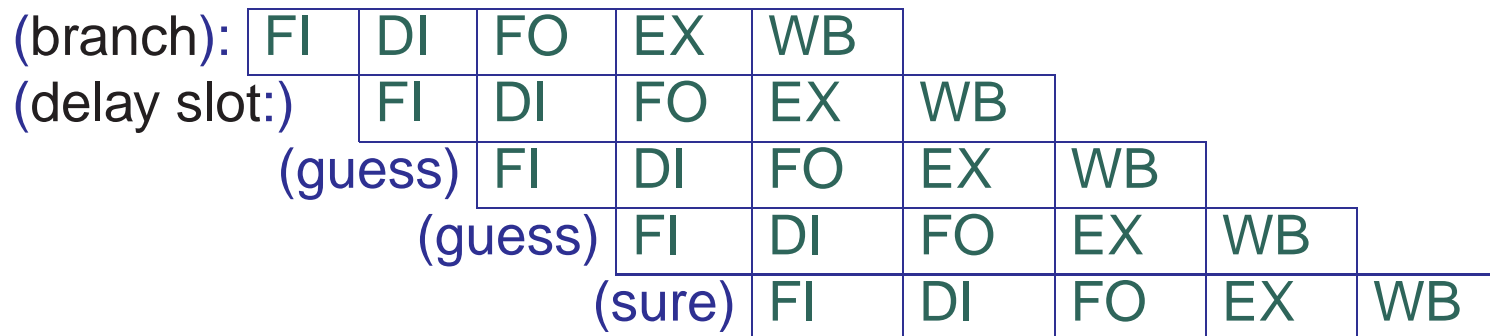 (branch): FI DI FO EX WB
(delay slot:) FI DI FO EX WB
(guess) FI DI FO EX WB
(guess) FI DI FO EX WB
(sure) FI DI FO EX WB